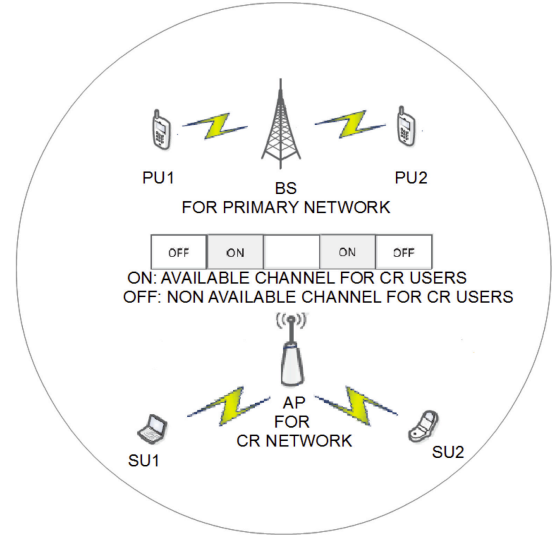 PU1
PU2
BS
FOR PRIMARY NETWORK
OFF ON ON OFF
ON: AVAILABLE CHANNEL FOR CR USERS
OFF: NON AVAILABLE CHANNEL FOR CR USERS
AP
FOR
CR NETWORK
SU1
SU2